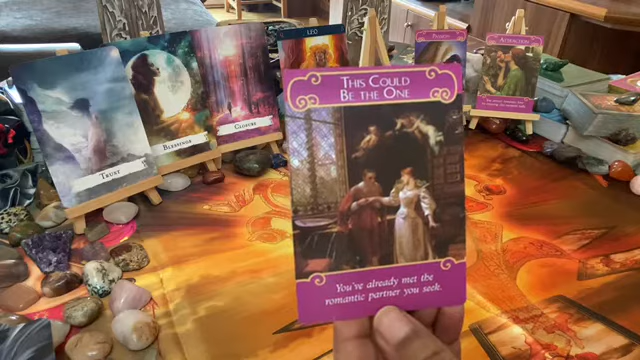 LEO
PASSION
ATTRACTION
THIS COULD
BE THE ONE
TRUST
BLESSINGS
CLOSURE
You've already met the
romantic partner you seek.